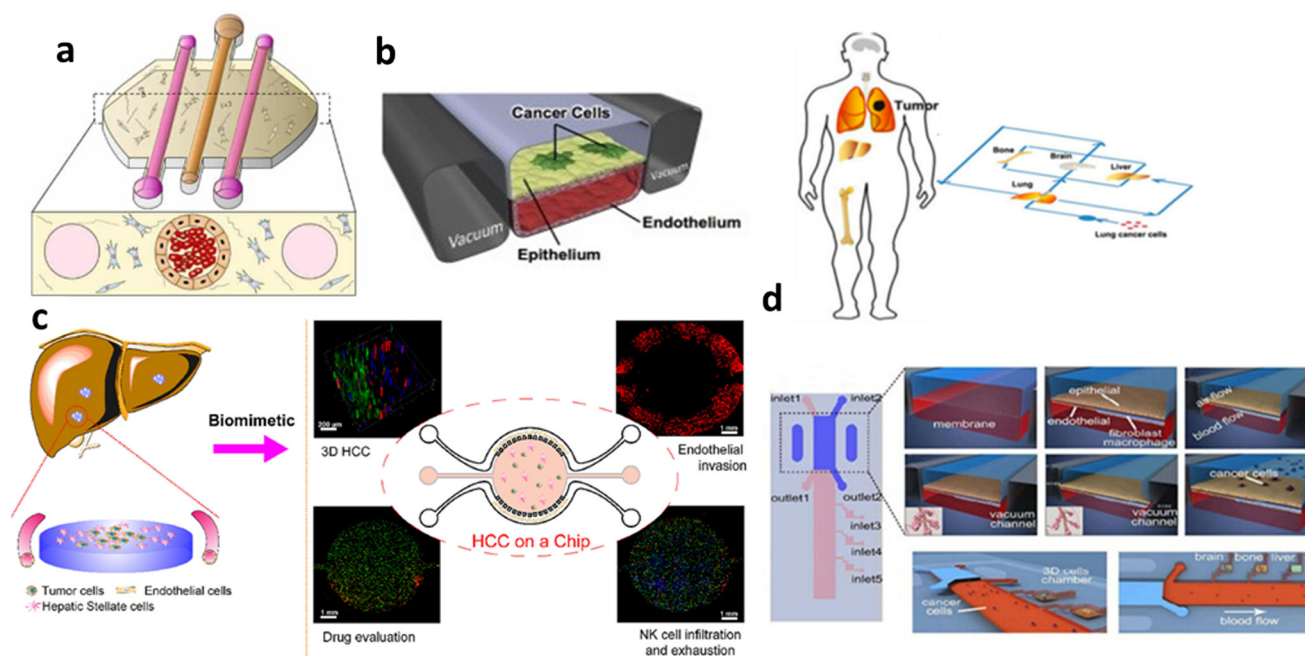 a
b
Cancer Cells
Vacuum
Vacuum
Endothelium
Epithelium
Tumor
Bone
Brain
Liver
Lung
Lung cancer cells
c
Biomimetic
200 μm
3D HCC
1 mm
Endothelial
invasion
HCC on a Chip
1 mm
Drug evaluation
1 mm
NK cell infiltration
and exhaustion
Tumor cells
Endothelial cells
Hepatic Stellate cells
d
inlet1
inlet2
outlet1
outlet2
inlet3
inlet4
inlet5
membrane
epithelial
endothelial
fibroblast
macrophage
air flow
blood flow
vacuum
channel
vacuum
channel
cancer cells
3D cells
chamber
cancer
cells
brain
bone
liver
blood flow